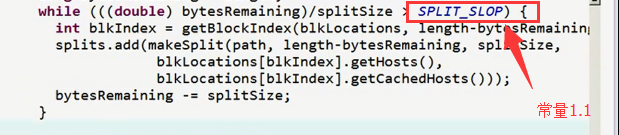 while (((double) bytesRemaining)/splitSize > SPLIT_SLOP) {
int blkIndex = getBlockIndex(blkLocations, length-bytesRemaining
splits.add(makeSplit(path, length-bytesRemaining, splitSize,
blkLocations[blkIndex].getHosts(),
blkLocations[blkIndex].getCachedHosts()));
bytesRemaining -= splitSize;
}
常量1.1